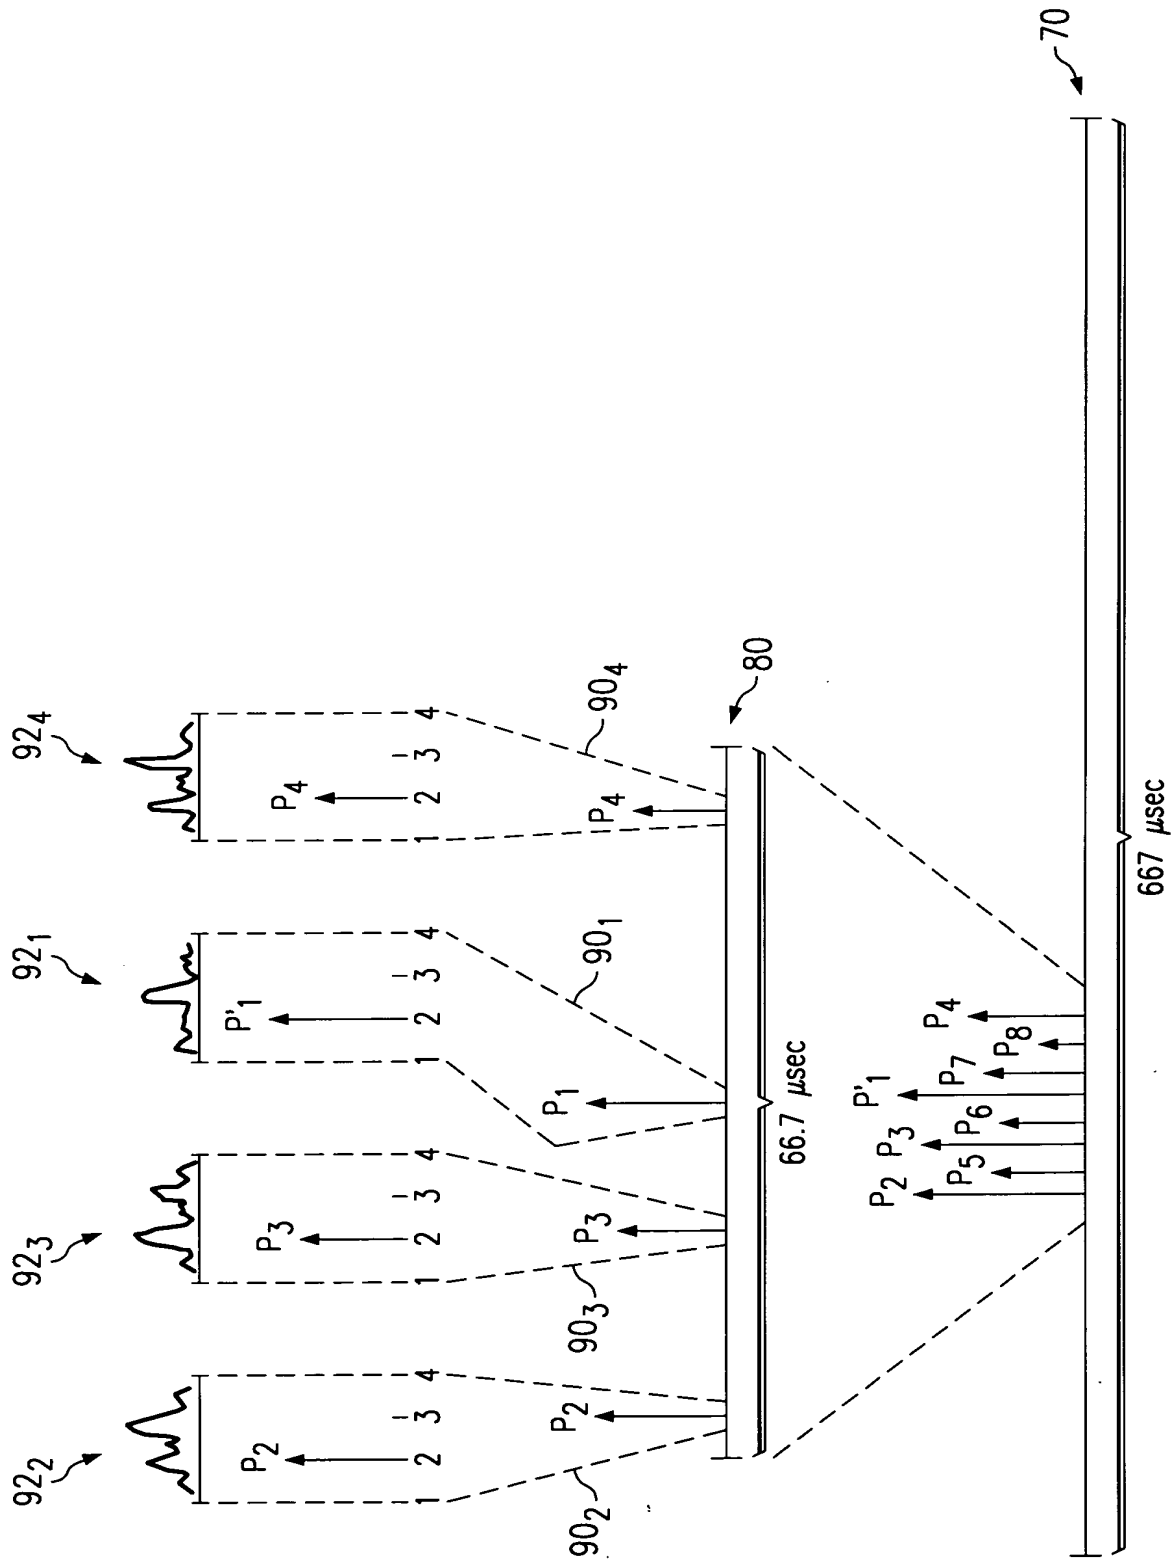 92₂ 92₃ 92₁ 92₄
P₂ P₃ P'₁ P₄
1 2 3 4 1 2 3 4 1 2 3 4 1 2 3 4
90₂ 90₃ 90₁ 90₄
P₂ P₃ P₁ P₄
80
66.7 μsec
P₂ P₅ P₃ P₆ P'₁ P₇ P₈ P₄
70
667 μsec